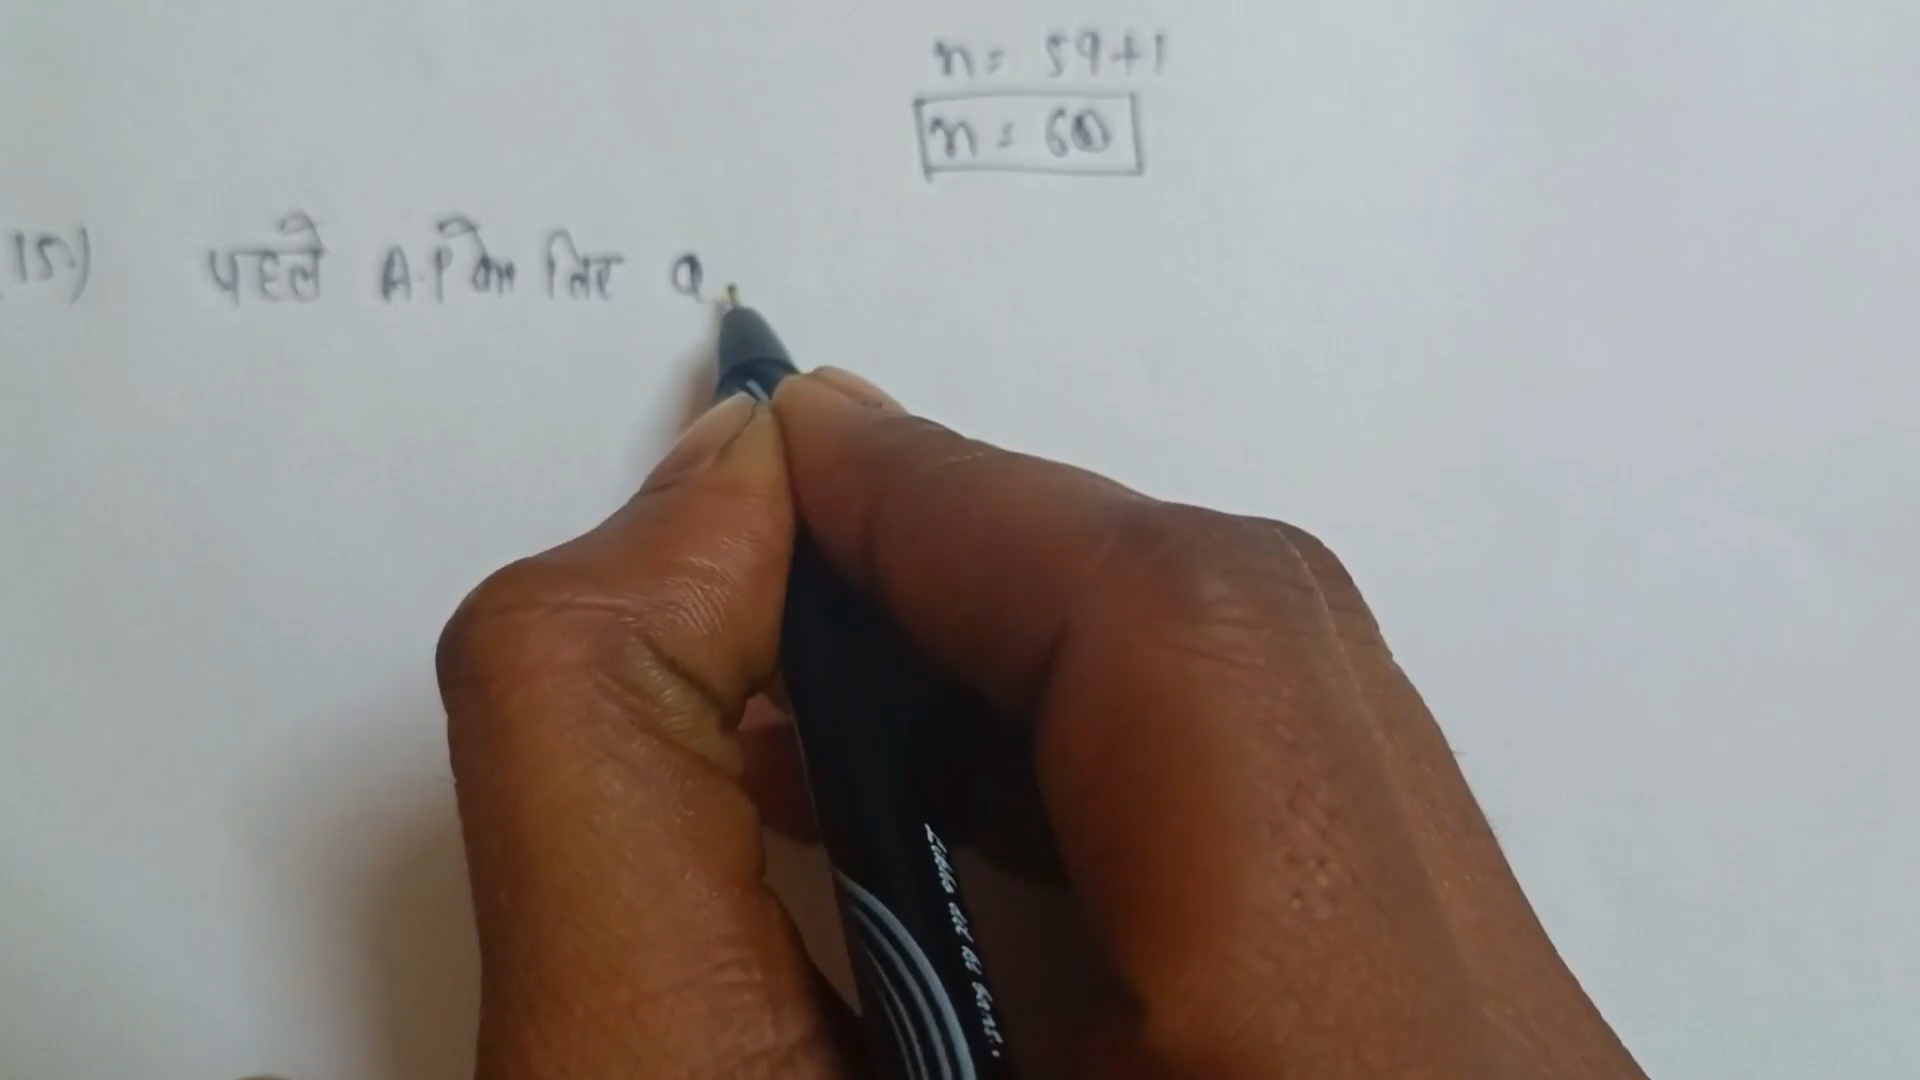 n = 59+1
n = 60
15.) पहले A.P के लिए a